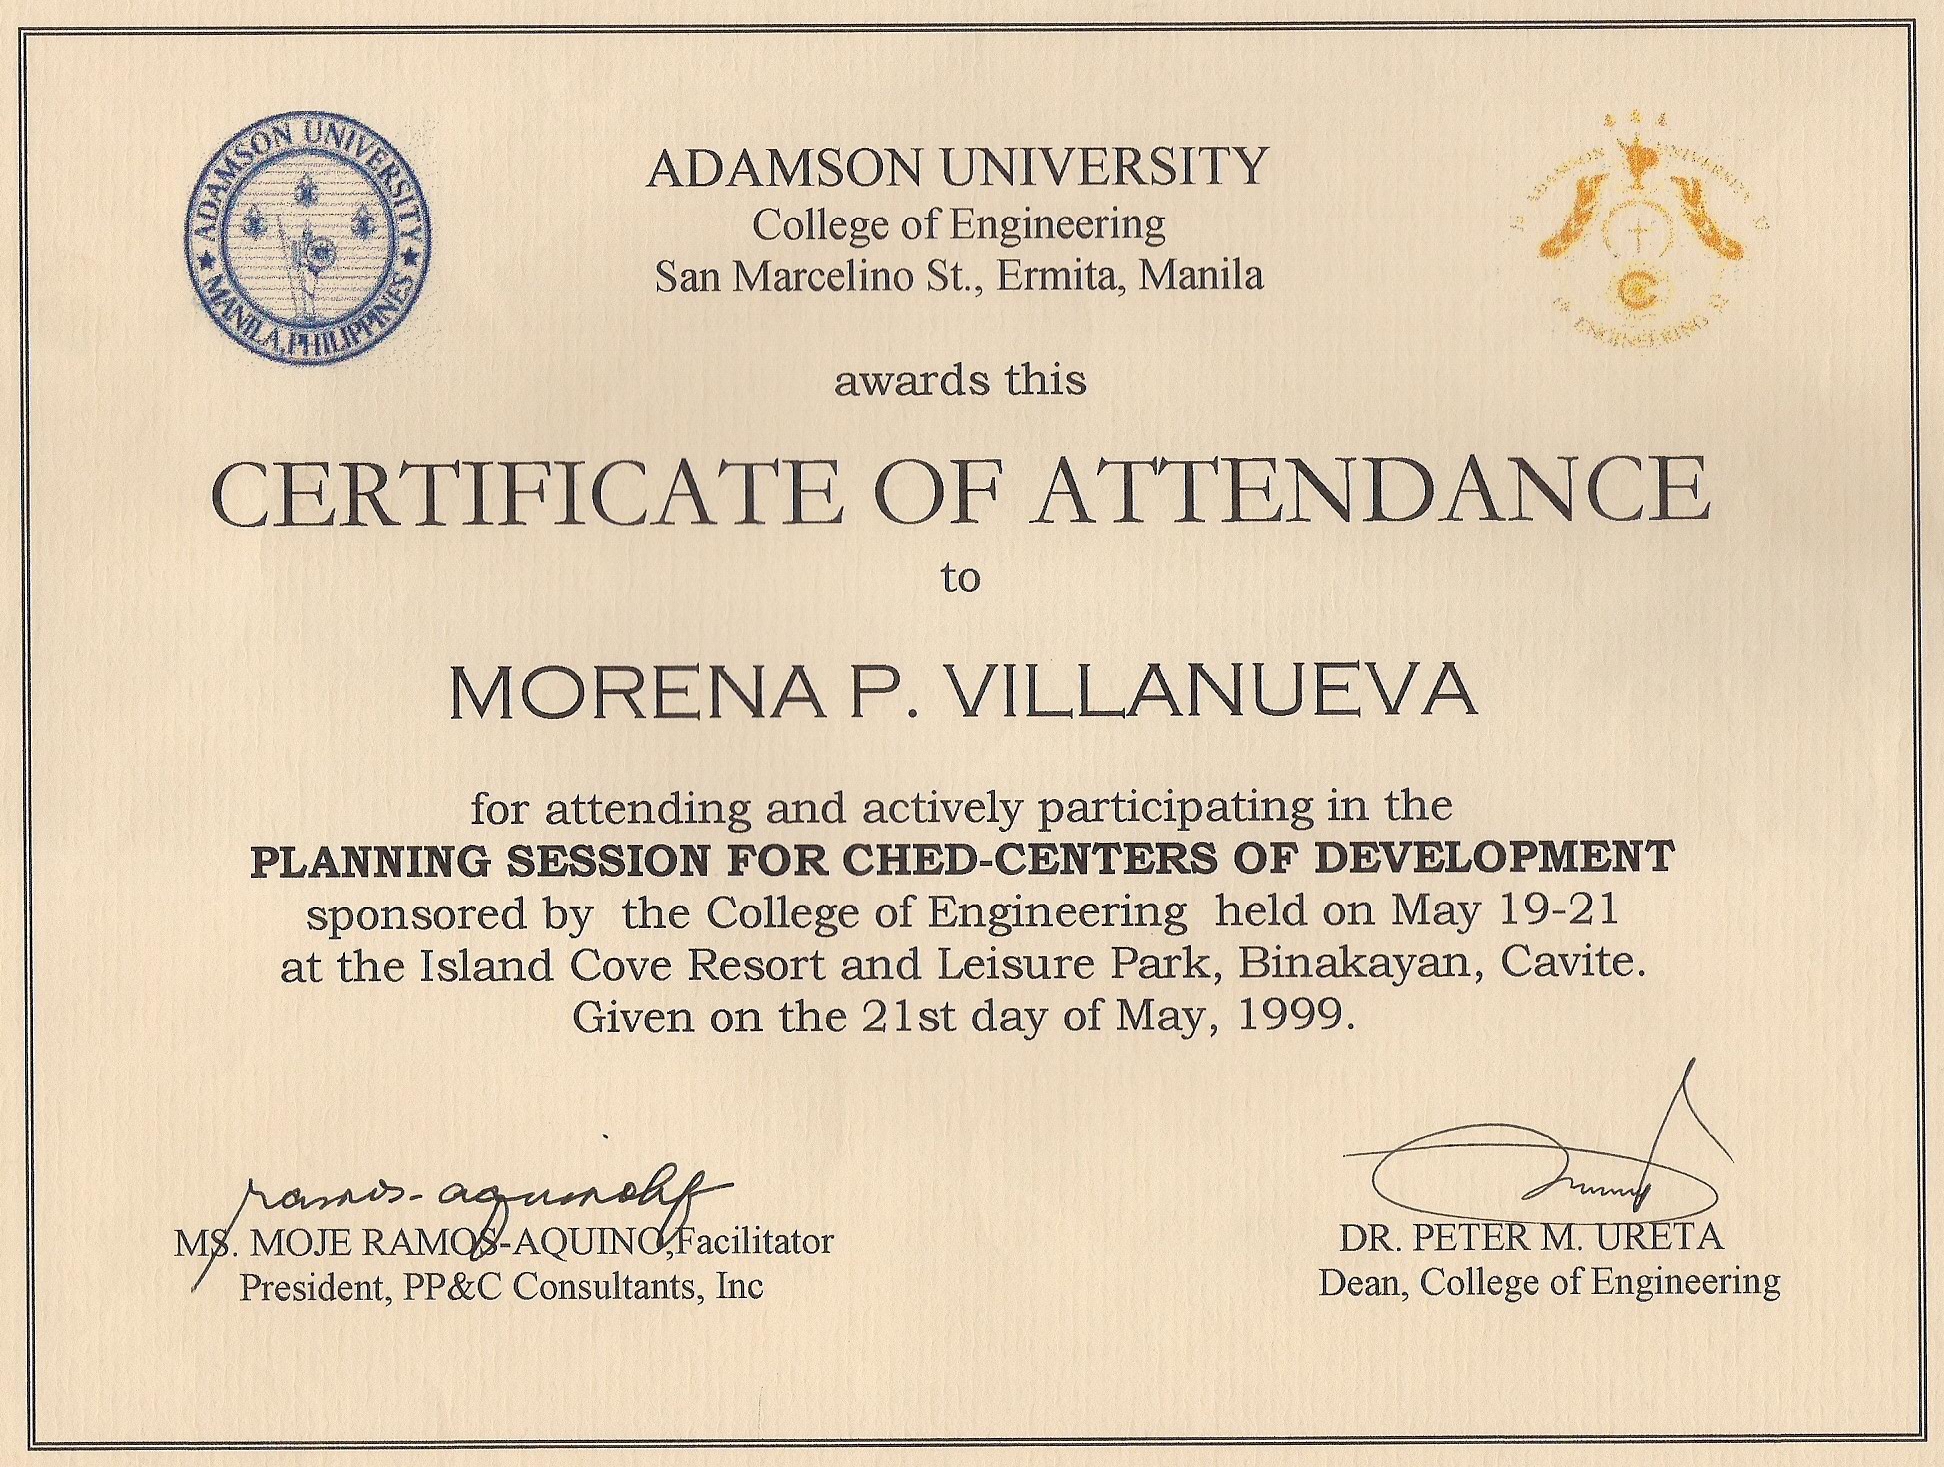 ADAMSON UNIVERSITY
MANILA, PHILIPPINES
ADAMSON UNIVERSITY
College of Engineering
San Marcelino St., Ermita, Manila
ADAMSON UNIVERSITY
ENGINEERING
awards this
CERTIFICATE OF ATTENDANCE
to
MORENA P. VILLANUEVA
for attending and actively participating in the
PLANNING SESSION FOR CHED-CENTERS OF DEVELOPMENT
sponsored by the College of Engineering held on May 19-21
at the Island Cove Resort and Leisure Park, Binakayan, Cavite.
Given on the 21st day of May, 1999.
ramos-aquino
MS. MOJE RAMOS-AQUINO,Facilitator
President, PP&C Consultants, Inc
DR. PETER M. URETA
Dean, College of Engineering